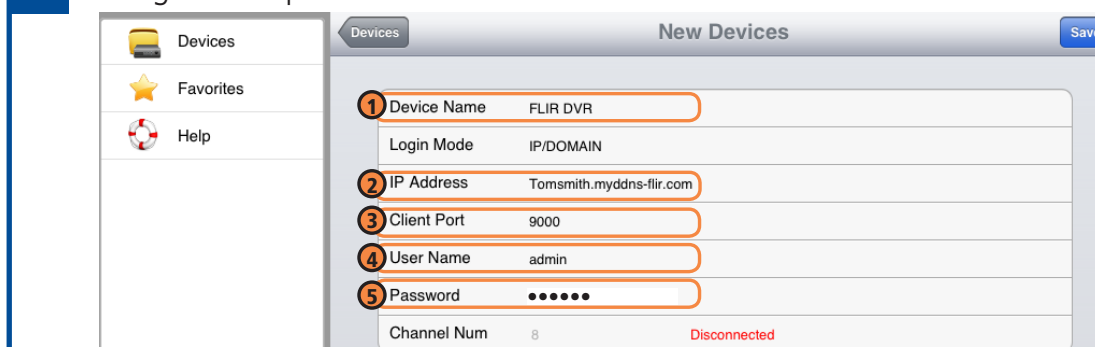 Devices
Favorites
Help
Devices
New Devices
Save
1 Device Name FLIR DVR
Login Mode IP/DOMAIN
2 IP Address Tomsmith.myddns-flir.com
3 Client Port 9000
4 User Name admin
5 Password ●●●●●●
Channel Num 8 Disconnected